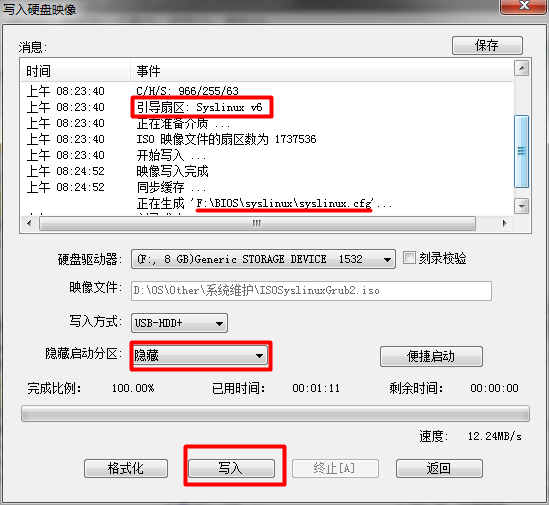 写入硬盘映像
消息:
保存
时间 事件
上午 08:23:40 C/H/S: 966/255/63
上午 08:23:40 引导扇区: Syslinux v6
上午 08:23:40 正在准备介质 ...
上午 08:23:40 ISO 映像文件的扇区数为 1737536
上午 08:23:40 开始写入 ...
上午 08:24:52 映像写入完成
上午 08:24:52 同步缓存 ...
正在生成 'F:\BIOS\syslinux\syslinux.cfg'...
硬盘驱动器: (F:, 8 GB)Generic STORAGE DEVICE 1532 刻录校验
映像文件: D:\OS\Other\系统维护\ISOSyslinuxGrub2.iso
写入方式: USB-HDD+
隐藏启动分区: 隐藏 便捷启动
完成比例: 100.00% 已用时间: 00:01:11 剩余时间: 00:00:00
速度: 12.24MB/s
格式化 写入 终止[A] 返回